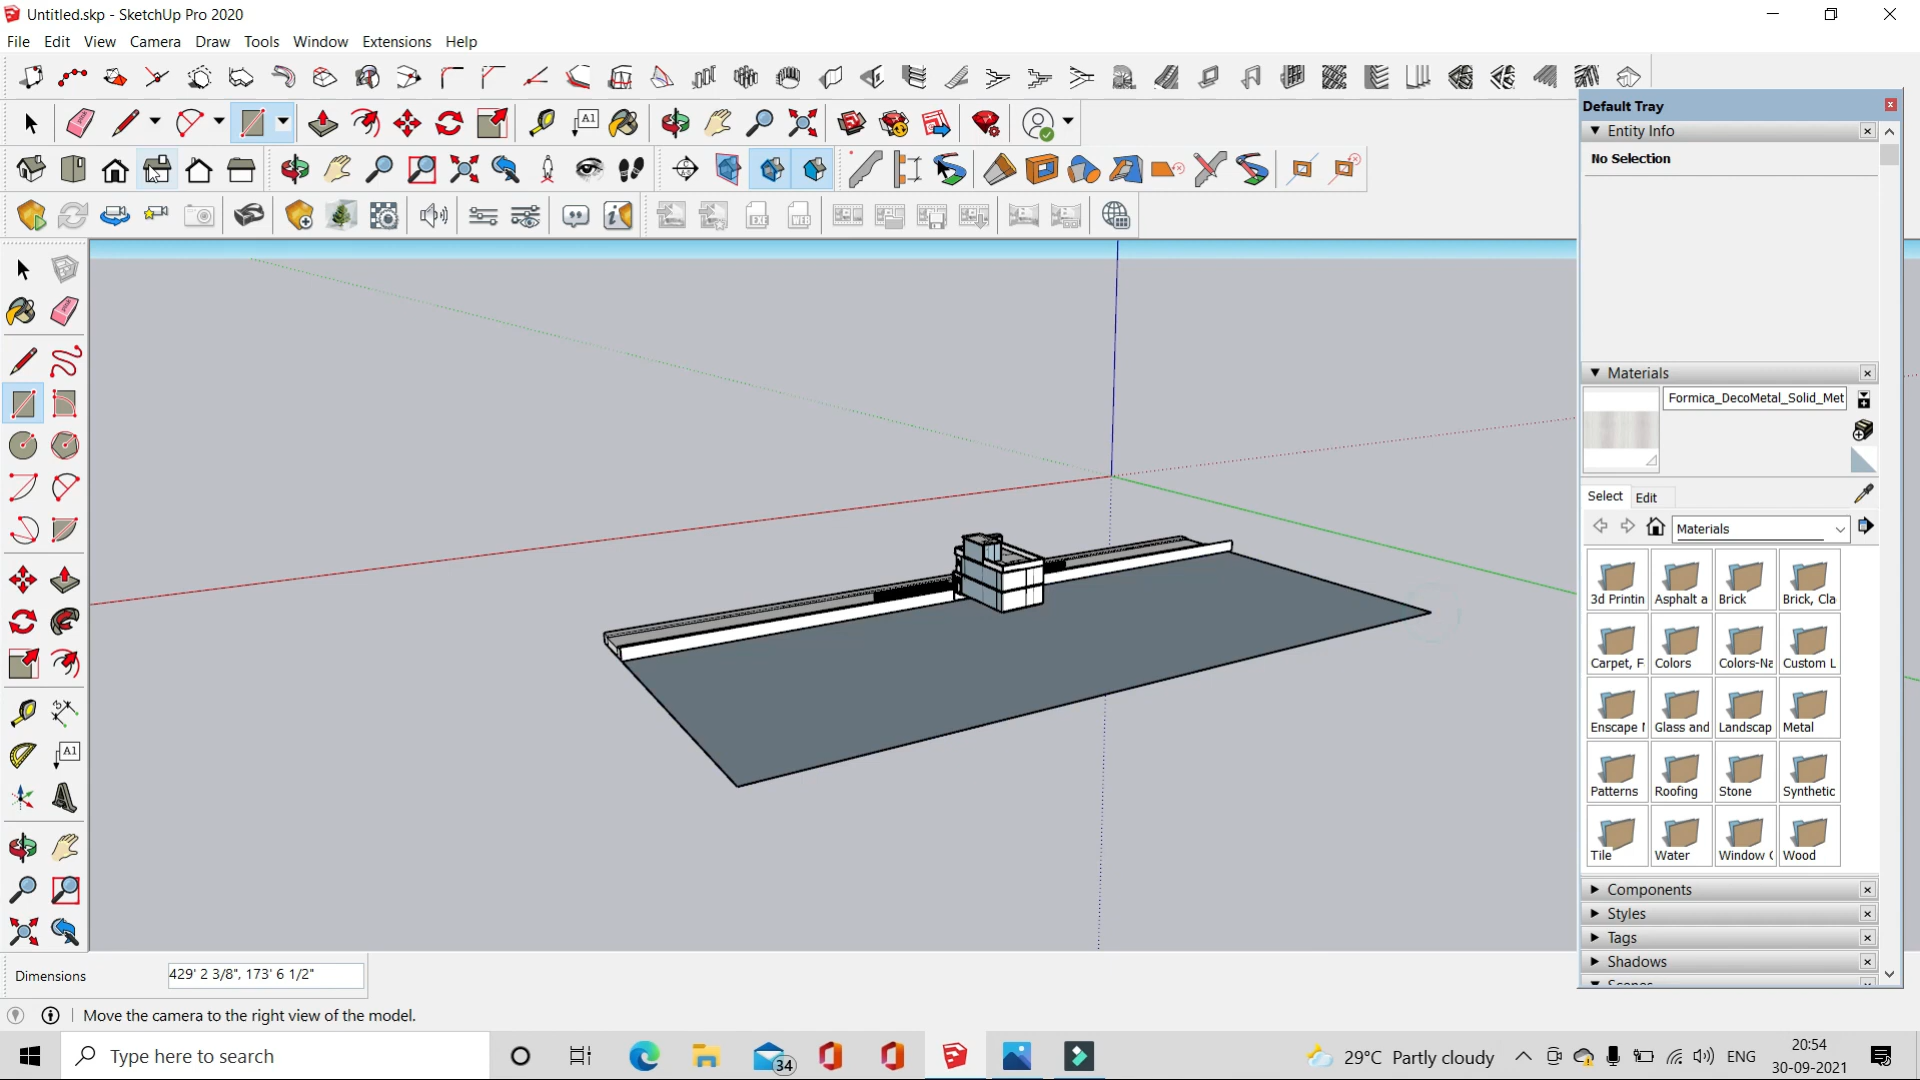 Untitled.skp - SketchUp Pro 2020
File Edit View Camera Draw Tools Window Extensions Help
Default Tray
Entity Info
No Selection
Materials
Formica_DecoMetal_Solid_Met
Select Edit
Materials
3d Printin Asphalt a Brick Brick, Cla
Carpet, F Colors Colors-Na Custom L
Enscape Glass and Landscap Metal
Patterns Roofing Stone Synthetic
Tile Water Window Wood
Components
Styles
Tags
Shadows
Dimensions 429' 2 3/8", 173' 6 1/2"
Move the camera to the right view of the model.
Type here to search
34
29°C Partly cloudy
ENG
20:54
30-09-2021